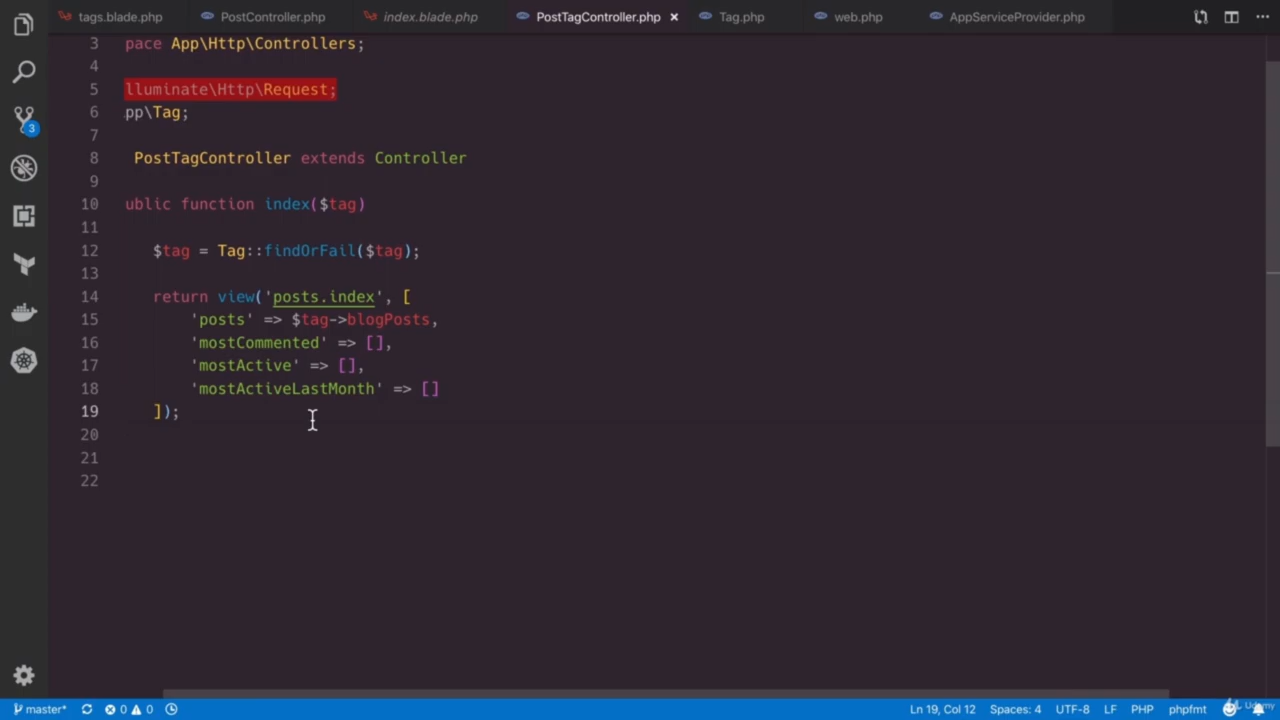 tags.blade.php PostController.php index.blade.php PostTagController.php × Tag.php web.php AppServiceProvider.php
3 pace App\Http\Controllers;
4
5 lluminate\Http\Request;
6 pp\Tag;
7
8 PostTagController extends Controller
9
10 ublic function index($tag)
11
12 $tag = Tag::findOrFail($tag);
13
14 return view('posts.index', [
15 'posts' => $tag->blogPosts,
16 'mostCommented' => [],
17 'mostActive' => [],
18 'mostActiveLastMonth' => []
19 ]);
20
21
22
3
master* 0 0 Ln 19, Col 12 Spaces: 4 UTF-8 LF PHP phpfmt Udemy